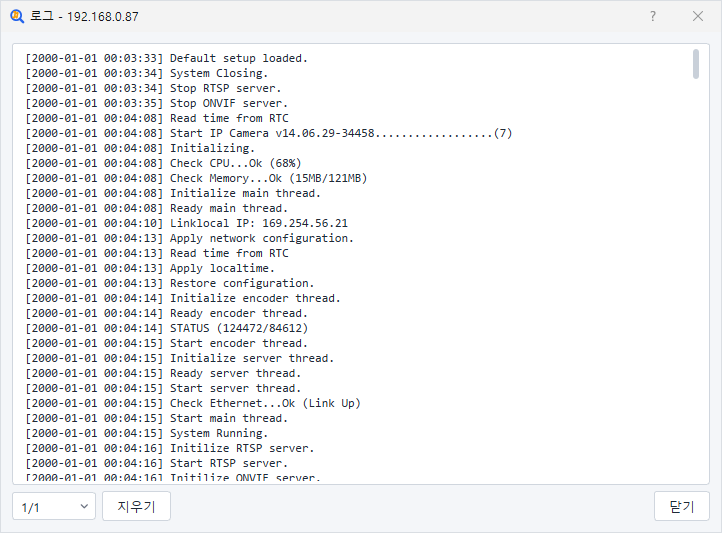 로그 - 192.168.0.87
[2000-01-01 00:03:33] Default setup loaded.
[2000-01-01 00:03:34] System Closing.
[2000-01-01 00:03:34] Stop RTSP server.
[2000-01-01 00:03:35] Stop ONVIF server.
[2000-01-01 00:04:08] Read time from RTC
[2000-01-01 00:04:08] Start IP Camera v14.06.29-34458..................(7)
[2000-01-01 00:04:08] Initializing.
[2000-01-01 00:04:08] Check CPU...Ok (68%)
[2000-01-01 00:04:08] Check Memory...Ok (15MB/121MB)
[2000-01-01 00:04:08] Initialize main thread.
[2000-01-01 00:04:08] Ready main thread.
[2000-01-01 00:04:10] Linklocal IP: 169.254.56.21
[2000-01-01 00:04:13] Apply network configuration.
[2000-01-01 00:04:13] Read time from RTC
[2000-01-01 00:04:13] Apply localtime.
[2000-01-01 00:04:13] Restore configuration.
[2000-01-01 00:04:14] Initialize encoder thread.
[2000-01-01 00:04:14] Ready encoder thread.
[2000-01-01 00:04:14] STATUS (124472/84612)
[2000-01-01 00:04:15] Start encoder thread.
[2000-01-01 00:04:15] Initialize server thread.
[2000-01-01 00:04:15] Ready server thread.
[2000-01-01 00:04:15] Start server thread.
[2000-01-01 00:04:15] Check Ethernet...Ok (Link Up)
[2000-01-01 00:04:15] Start main thread.
[2000-01-01 00:04:15] System Running.
[2000-01-01 00:04:16] Initilize RTSP server.
[2000-01-01 00:04:16] Start RTSP server.
[2000-01-01 00:04:16] Initilize ONVIF server.
1/1 지우기 닫기